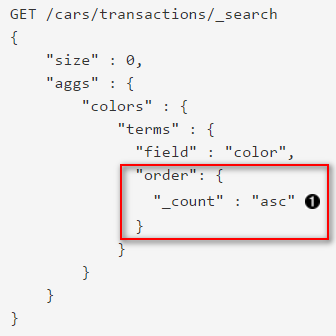 GET /cars/transactions/_search
{
    "size" : 0,
    "aggs" : {
        "colors" : {
            "terms" : {
              "field" : "color",
              "order": {
                "_count" : "asc" ❶
              }
            }
        }
    }
}